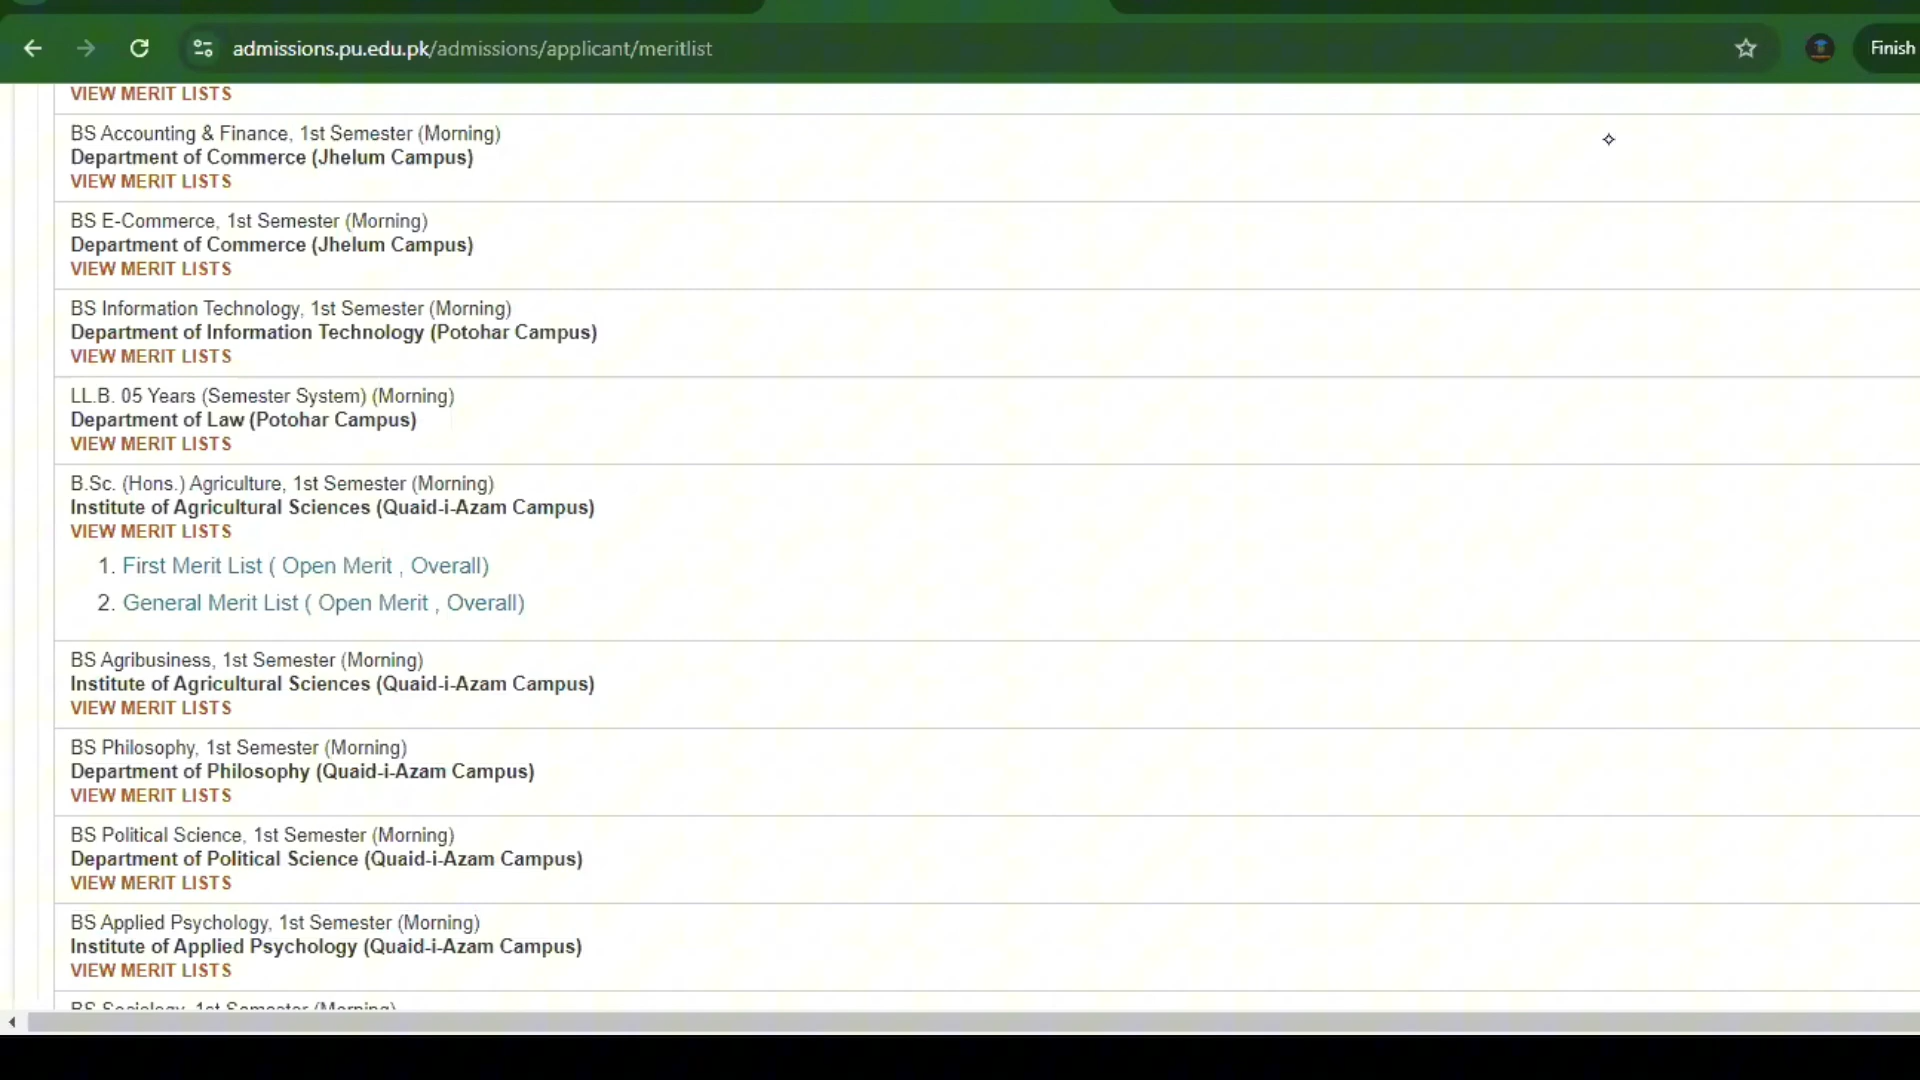 admissions.pu.edu.pk/admissions/applicant/meritlist
Finish
VIEW MERIT LISTS
BS Accounting & Finance, 1st Semester (Morning)
Department of Commerce (Jhelum Campus)
VIEW MERIT LISTS
BS E-Commerce, 1st Semester (Morning)
Department of Commerce (Jhelum Campus)
VIEW MERIT LISTS
BS Information Technology, 1st Semester (Morning)
Department of Information Technology (Potohar Campus)
VIEW MERIT LISTS
LL.B. 05 Years (Semester System) (Morning)
Department of Law (Potohar Campus)
VIEW MERIT LISTS
B.Sc. (Hons.) Agriculture, 1st Semester (Morning)
Institute of Agricultural Sciences (Quaid-i-Azam Campus)
VIEW MERIT LISTS
1. First Merit List ( Open Merit , Overall)
2. General Merit List ( Open Merit , Overall)
BS Agribusiness, 1st Semester (Morning)
Institute of Agricultural Sciences (Quaid-i-Azam Campus)
VIEW MERIT LISTS
BS Philosophy, 1st Semester (Morning)
Department of Philosophy (Quaid-i-Azam Campus)
VIEW MERIT LISTS
BS Political Science, 1st Semester (Morning)
Department of Political Science (Quaid-i-Azam Campus)
VIEW MERIT LISTS
BS Applied Psychology, 1st Semester (Morning)
Institute of Applied Psychology (Quaid-i-Azam Campus)
VIEW MERIT LISTS
BS Sociology, 1st Semester (Morning)